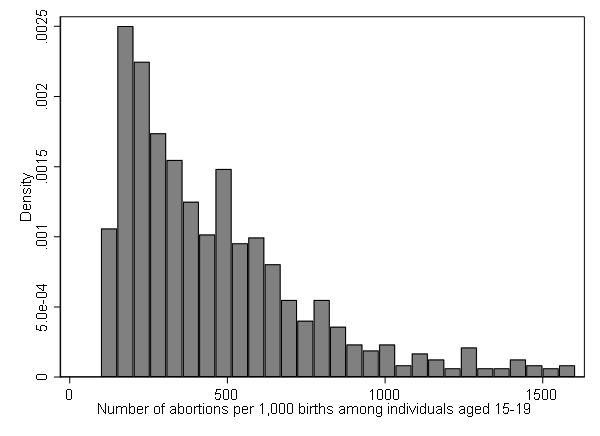 Density
.0025
.002
.0015
.001
5.0e-04
0
0 500 1000 1500
Number of abortions per 1,000 births among individuals aged 15-19